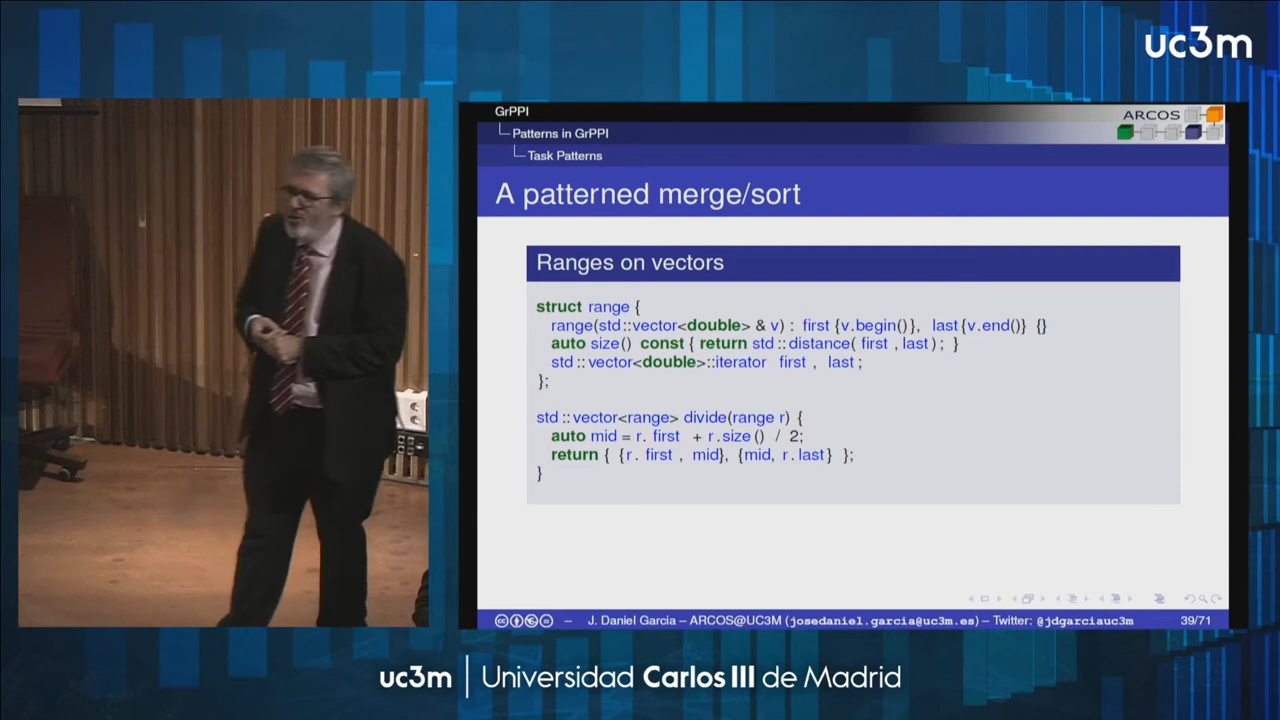 uc3m
GrPPI
Patterns in GrPPI
Task Patterns
ARCOS
A patterned merge/sort
Ranges on vectors
struct range {
range(std::vector<double> & v) : first {v.begin()}, last{v.end()} {}
auto size() const { return std::distance( first , last ) ; }
std::vector<double>::iterator first , last ;
};
std::vector<range> divide(range r) {
auto mid = r. first + r.size () / 2;
return { {r. first , mid}, {mid, r. last} };
}
– J. Daniel Garcia – ARCOS@UC3M (josedaniel.garcia@uc3m.es) – Twitter: @jdgarciauc3m 39/71
uc3m | Universidad Carlos III de Madrid